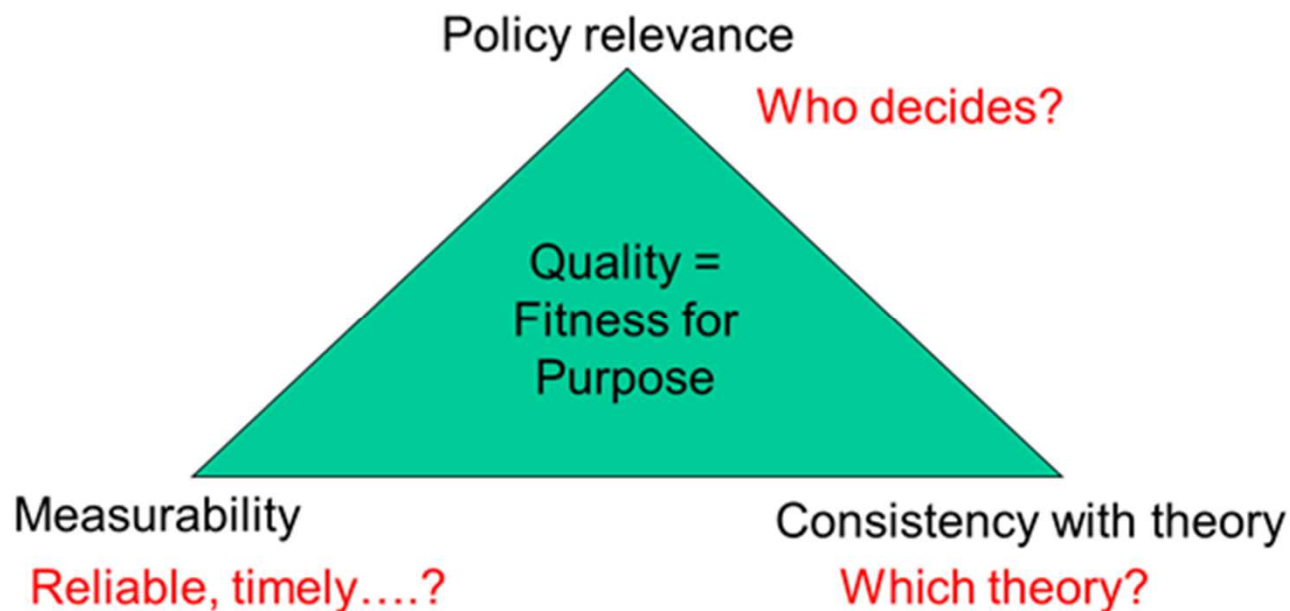 Policy relevance
Who decides?
Quality =
Fitness for
Purpose
Measurability
Consistency with theory
Reliable, timely....?
Which theory?